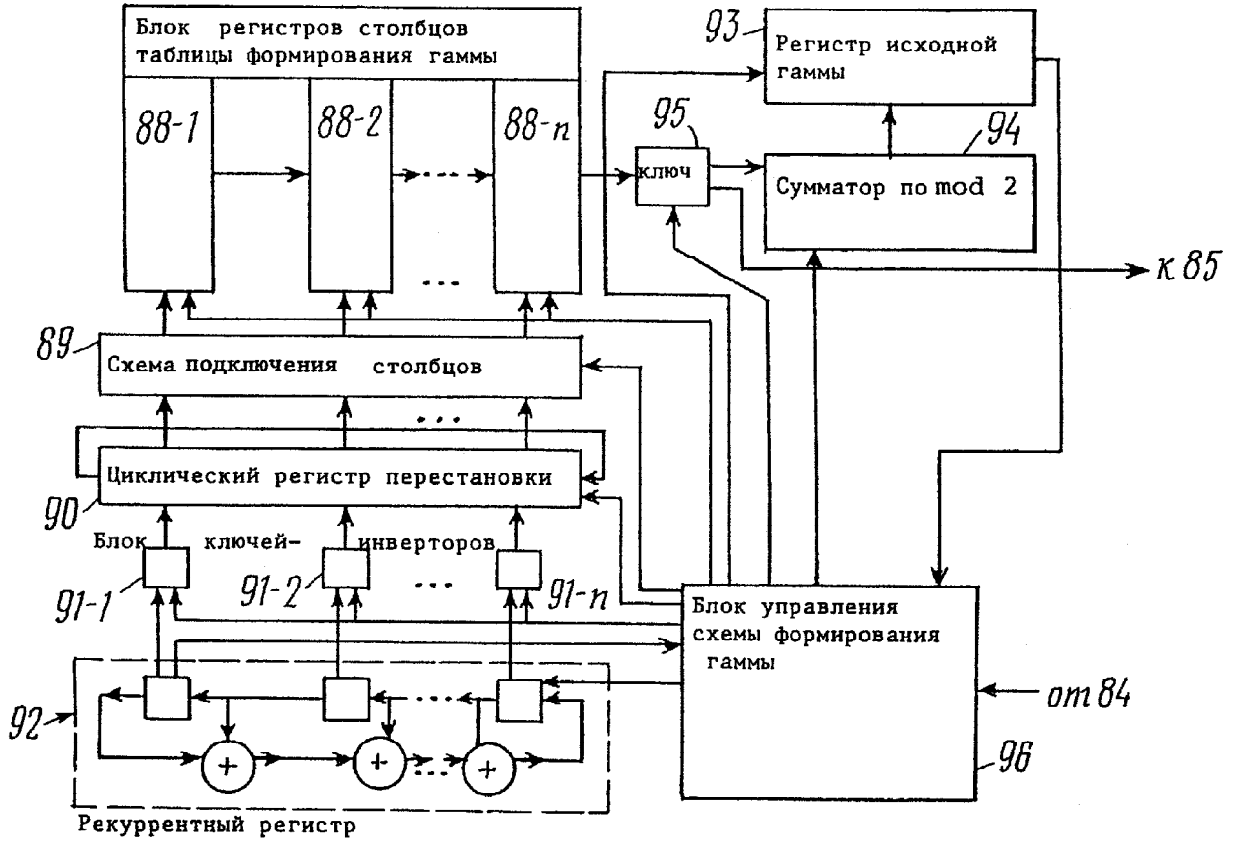 Блок регистров столбцов
таблицы формирования гаммы
88-1
88-2
88-n
93
Регистр исходной
гаммы
95
ключ
94
Сумматор по mod 2
к 85
89
Схема подключения столбцов
Циклический регистр перестановки
90
Блок ключей-инверторов
91-1
91-2
91-n
Блок управления
схемы формирования
гаммы
от 84
96
92
+ + +
Рекуррентный регистр